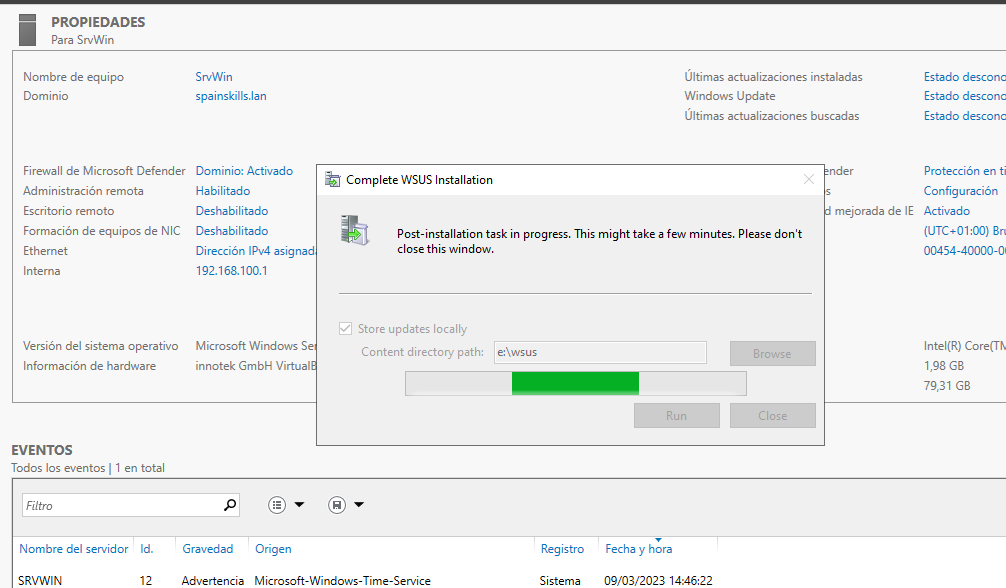 PROPIEDADES
Para SrvWin
Nombre de equipo SrvWin Últimas actualizaciones instaladas Estado descono
Dominio spainskills.lan Windows Update Estado descono
Últimas actualizaciones buscadas Estado descono
Firewall de Microsoft Defender Dominio: Activado ender Protección en ti
Administración remota Habilitado os Configuración
Escritorio remoto Deshabilitado d mejorada de IE Activado
Formación de equipos de NIC Deshabilitado (UTC+01:00) Bru
Ethernet Dirección IPv4 asignada 00454-40000-0
Interna 192.168.100.1
Versión del sistema operativo Microsoft Windows Ser Intel(R) Core(TM
Información de hardware innotek GmbH VirtualB 1,98 GB
79,31 GB
Complete WSUS Installation
Post-installation task in progress. This might take a few minutes. Please don't
close this window.
Store updates locally
Content directory path: e:\wsus Browse
Run Close
EVENTOS
Todos los eventos | 1 en total
Filtro
Nombre del servidor Id. Gravedad Origen Registro Fecha y hora
SRVWIN 12 Advertencia Microsoft-Windows-Time-Service Sistema 09/03/2023 14:46:22